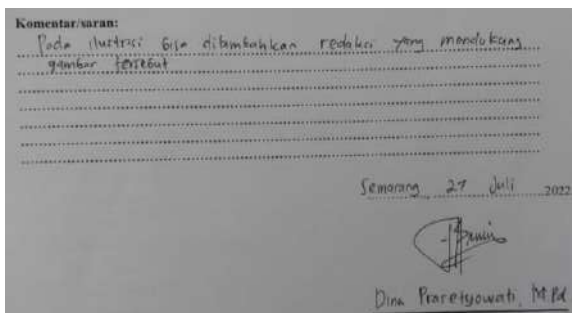 Komentar/saran:
Pada ilustrasi bisa ditambahkan redaksi yang mendukung
gambar tersebut
Semarang, 27 Juli 2022
Dina Prasetyowati, M.Pd